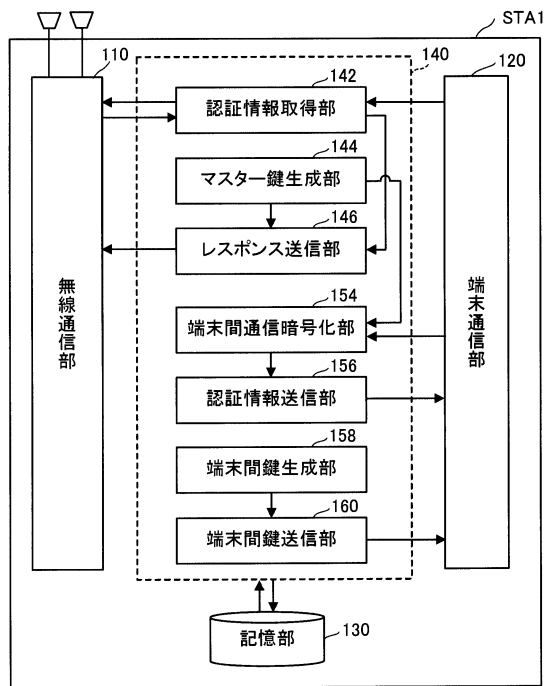 STA1
110
140
120
142
認証情報取得部
144
マスター鍵生成部
146
レスポンス送信部
無線通信部
端末通信部
154
端末間通信暗号化部
156
認証情報送信部
158
端末間鍵生成部
160
端末間鍵送信部
記憶部
130